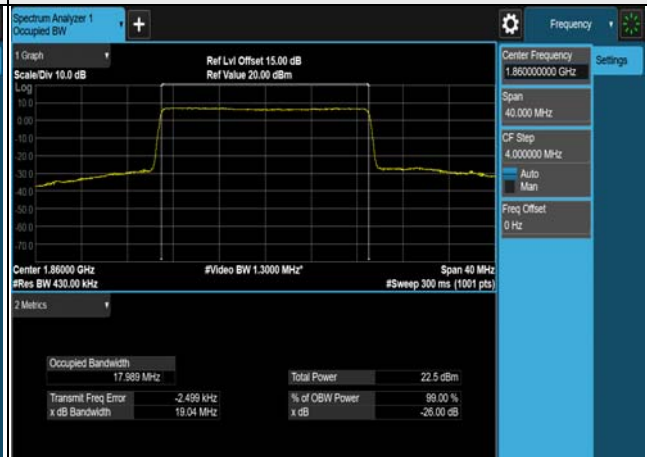 Spectrum Analyzer 1
Occupied BW
+
Frequency
1 Graph
Scale/Div 10.0 dB
Ref Lvl Offset 15.00 dB
Ref Value 20.00 dBm
Log
10.0
0.00
-10.0
-20.0
-30.0
-40.0
-50.0
-60.0
-70.0
Center 1.86000 GHz
#Res BW 430.00 kHz
#Video BW 1.3000 MHz*
Span 40 MHz
#Sweep 300 ms (1001 pts)
2 Metrics
Occupied Bandwidth
17.989 MHz
Transmit Freq Error -2.499 kHz
x dB Bandwidth 19.04 MHz
Total Power 22.5 dBm
% of OBW Power 99.00 %
x dB -26.00 dB
Center Frequency
1.860000000 GHz
Settings
Span
40.000 MHz
CF Step
4.000000 MHz
Auto
Man
Freq Offset
0 Hz